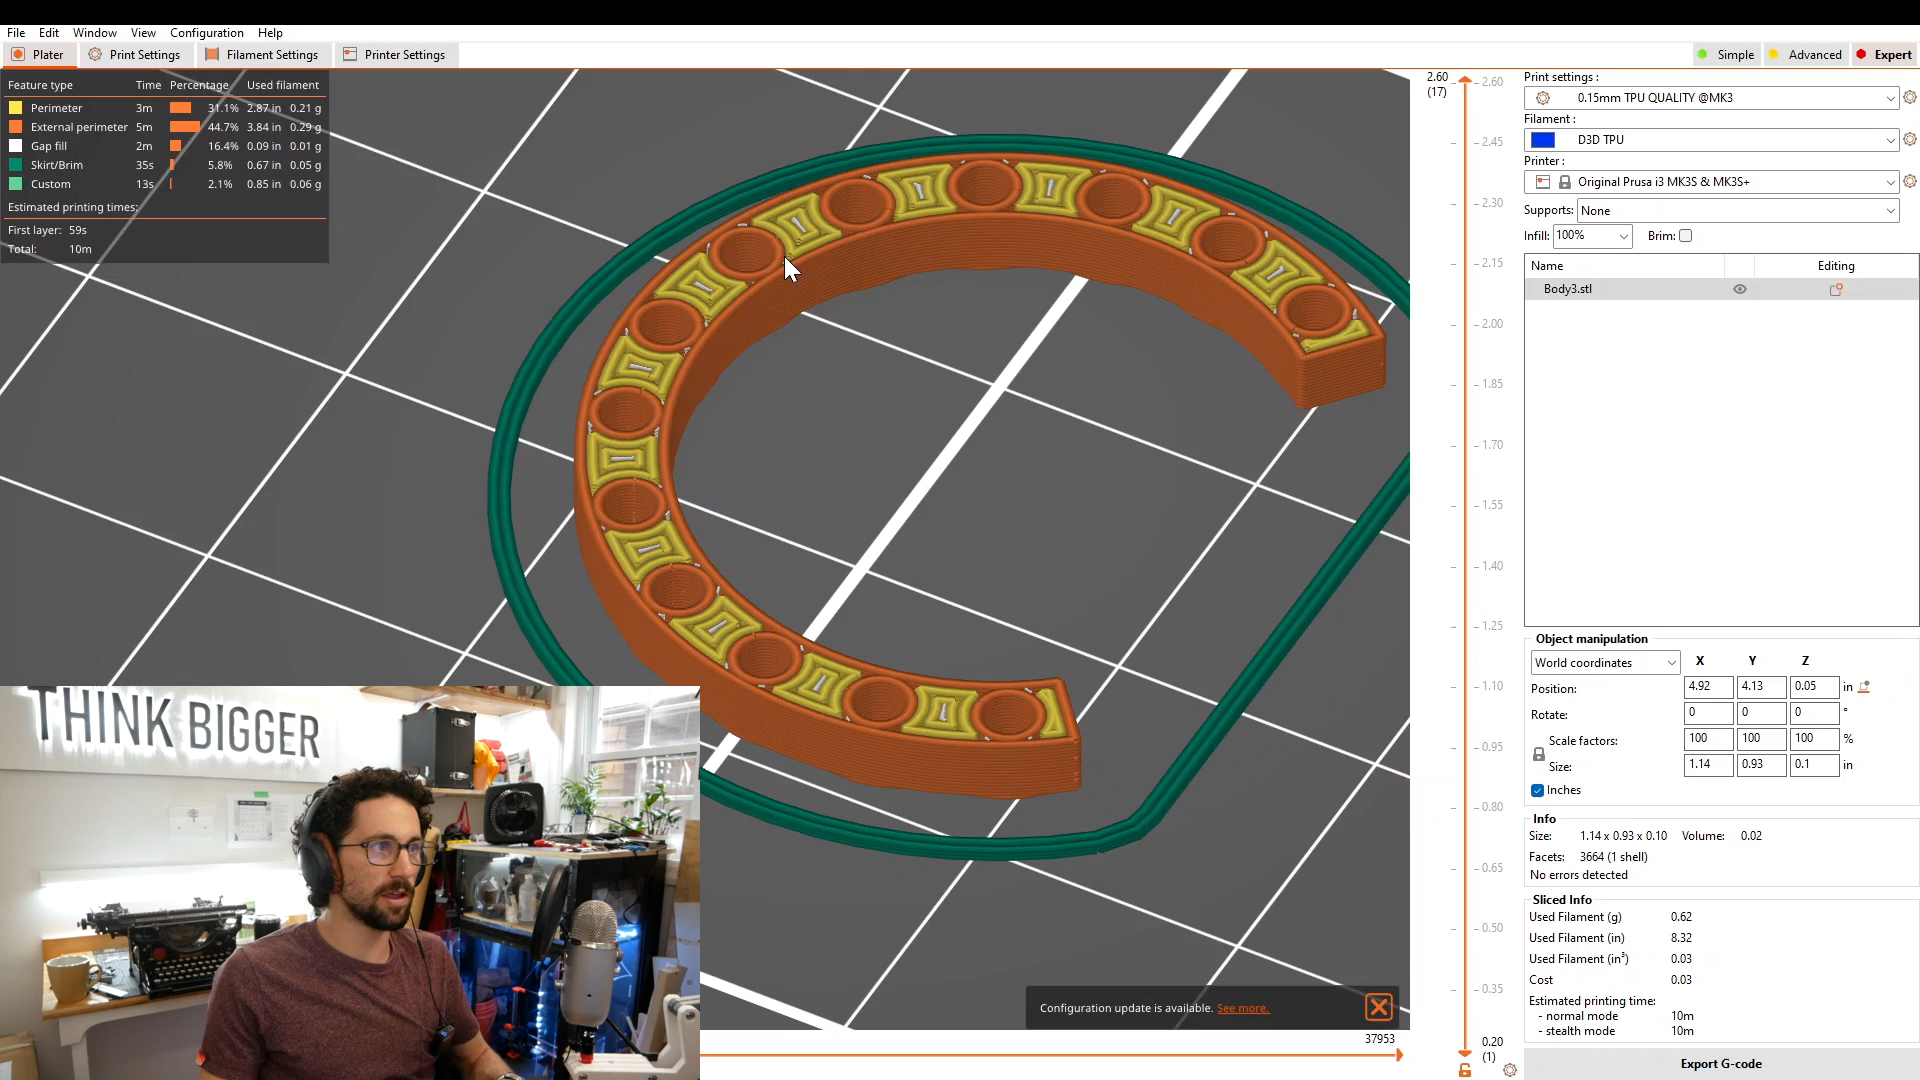 File Edit Window View Configuration Help
Plater Print Settings Filament Settings Printer Settings
Simple Advanced Expert
Feature type Time Percentage Used filament
Perimeter 3m 31.1% 2.87 in 0.21 g
External perimeter 5m 44.7% 3.84 in 0.29 g
Gap fill 2m 16.4% 0.09 in 0.01 g
Skirt/Brim 35s 5.8% 0.67 in 0.05 g
Custom 13s 2.1% 0.85 in 0.06 g
Estimated printing times:
First layer: 59s
Total: 10m
2.60
(17)
2.60
2.45
2.30
2.15
2.00
1.85
1.70
1.55
1.40
1.25
1.10
0.95
0.80
0.65
0.50
0.35
0.20
(1)
Print settings :
0.15mm TPU QUALITY @MK3
Filament :
D3D TPU
Printer :
Original Prusa i3 MK3S & MK3S+
Supports: None
Infill: 100% Brim:
Name Editing
Body3.stl
Object manipulation
World coordinates X Y Z
Position: 4.92 4.13 0.05 in
Rotate: 0 0 0 °
Scale factors: 100 100 100 %
Size: 1.14 0.93 0.1 in
Inches
Info
Size: 1.14 x 0.93 x 0.10 Volume: 0.02
Facets: 3664 (1 shell)
No errors detected
Sliced Info
Used Filament (g) 0.62
Used Filament (in) 8.32
Used Filament (in³) 0.03
Cost 0.03
Estimated printing time:
- normal mode 10m
- stealth mode 10m
Export G-code
Configuration update is available. See more.
37953
THINK BIGGER